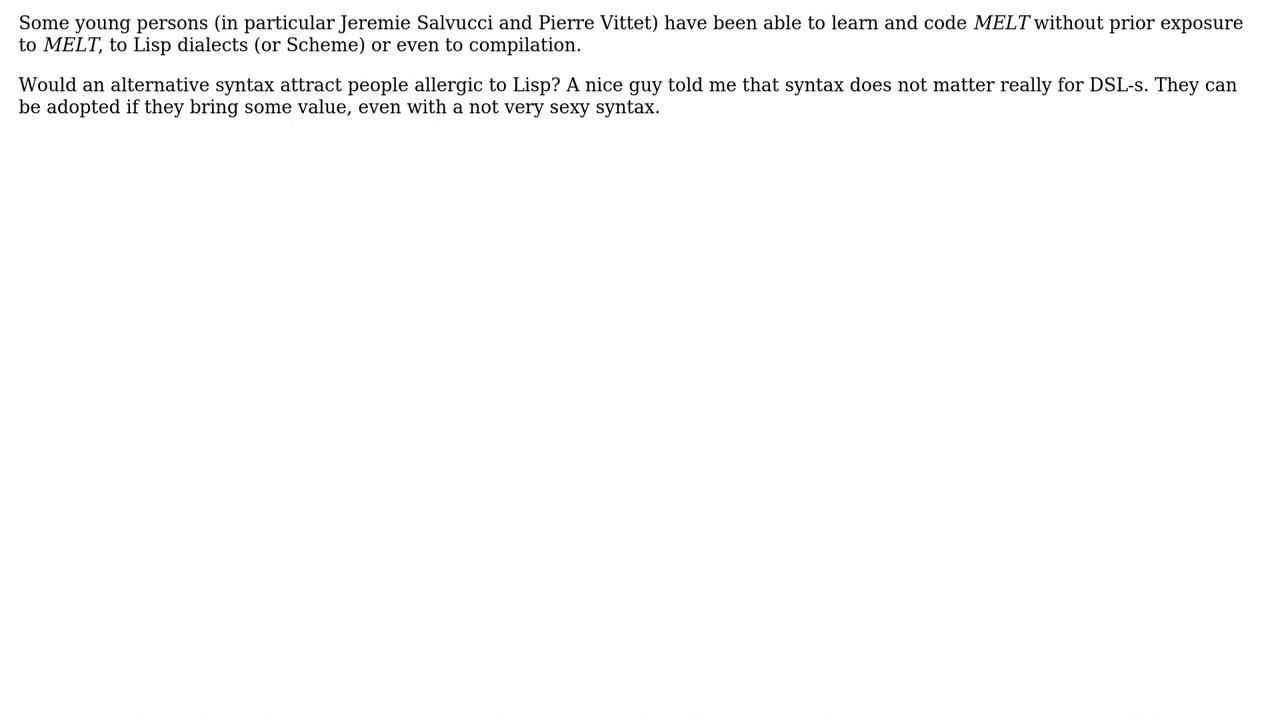 Some young persons (in particular Jeremie Salvucci and Pierre Vittet) have been able to learn and code MELT without prior exposure
to MELT, to Lisp dialects (or Scheme) or even to compilation.
Would an alternative syntax attract people allergic to Lisp? A nice guy told me that syntax does not matter really for DSL-s. They can
be adopted if they bring some value, even with a not very sexy syntax.